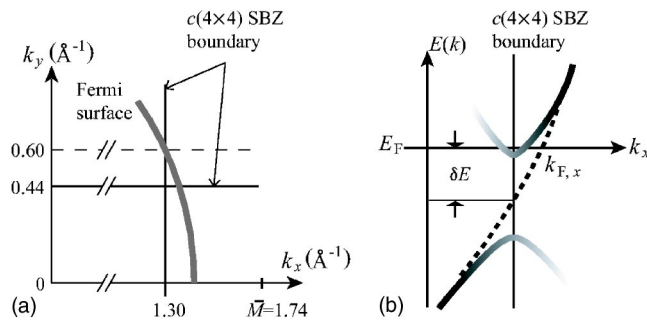 c(4×4) SBZ
boundary
k_y (Å⁻¹)
Fermi
surface
0.60
0.44
0
k_x (Å⁻¹)
1.30
M̄=1.74
(a)
c(4×4) SBZ
boundary
E(k)
E_F
k_x
k_F, x
δE
(b)